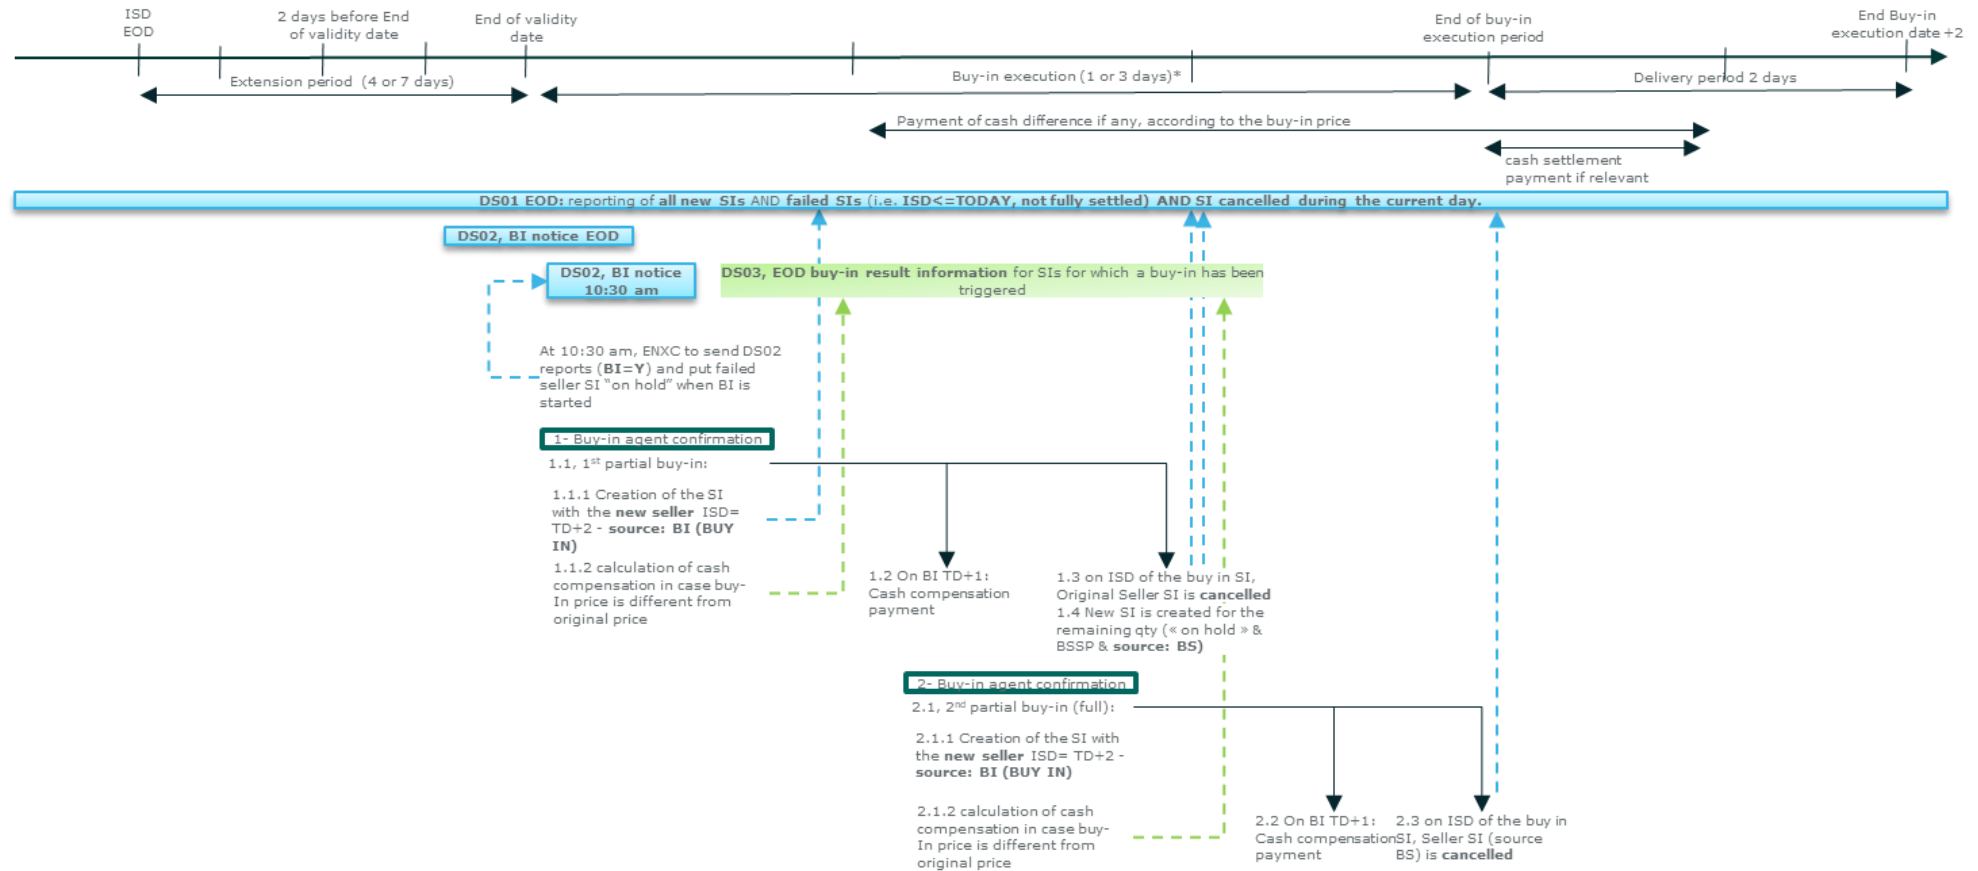 ISD
EOD
2 days before End
of validity date
End of validity
date
End of buy-in
execution period
End Buy-in
execution date +2
Extension period  (4 or 7 days)
Buy-in execution (1 or 3 days)*
Delivery period 2 days
Payment of cash difference if any, according to the buy-in price
cash settlement
payment if relevant
DS01 EOD: reporting of all new SIs AND failed SIs (i.e. ISD<=TODAY, not fully settled) AND SI cancelled during the current day.
DS02, BI notice EOD
DS02, BI notice
10:30 am
DS03, EOD buy-in result information for SIs for which a buy-in has been
triggered
At 10:30 am, ENXC to send DS02
reports (BI=Y) and put failed
seller SI "on hold" when BI is
started
1- Buy-in agent confirmation
1.1, 1st partial buy-in:
1.1.1 Creation of the SI
with the new seller ISD=
TD+2 - source: BI (BUY
IN)
1.1.2 calculation of cash
compensation in case buy-
In price is different from
original price
1.2 On BI TD+1:
Cash compensation
payment
1.3 on ISD of the buy in SI,
Original Seller SI is cancelled
1.4 New SI is created for the
remaining qty (« on hold » &
BSSP & source: BS)
2- Buy-in agent confirmation
2.1, 2nd partial buy-in (full):
2.1.1 Creation of the SI with
the new seller ISD= TD+2 -
source: BI (BUY IN)
2.1.2 calculation of cash
compensation in case buy-
In price is different from
original price
2.2 On BI TD+1:
Cash compensation
payment
2.3 on ISD of the buy in
SI, Seller SI (source
BS) is cancelled